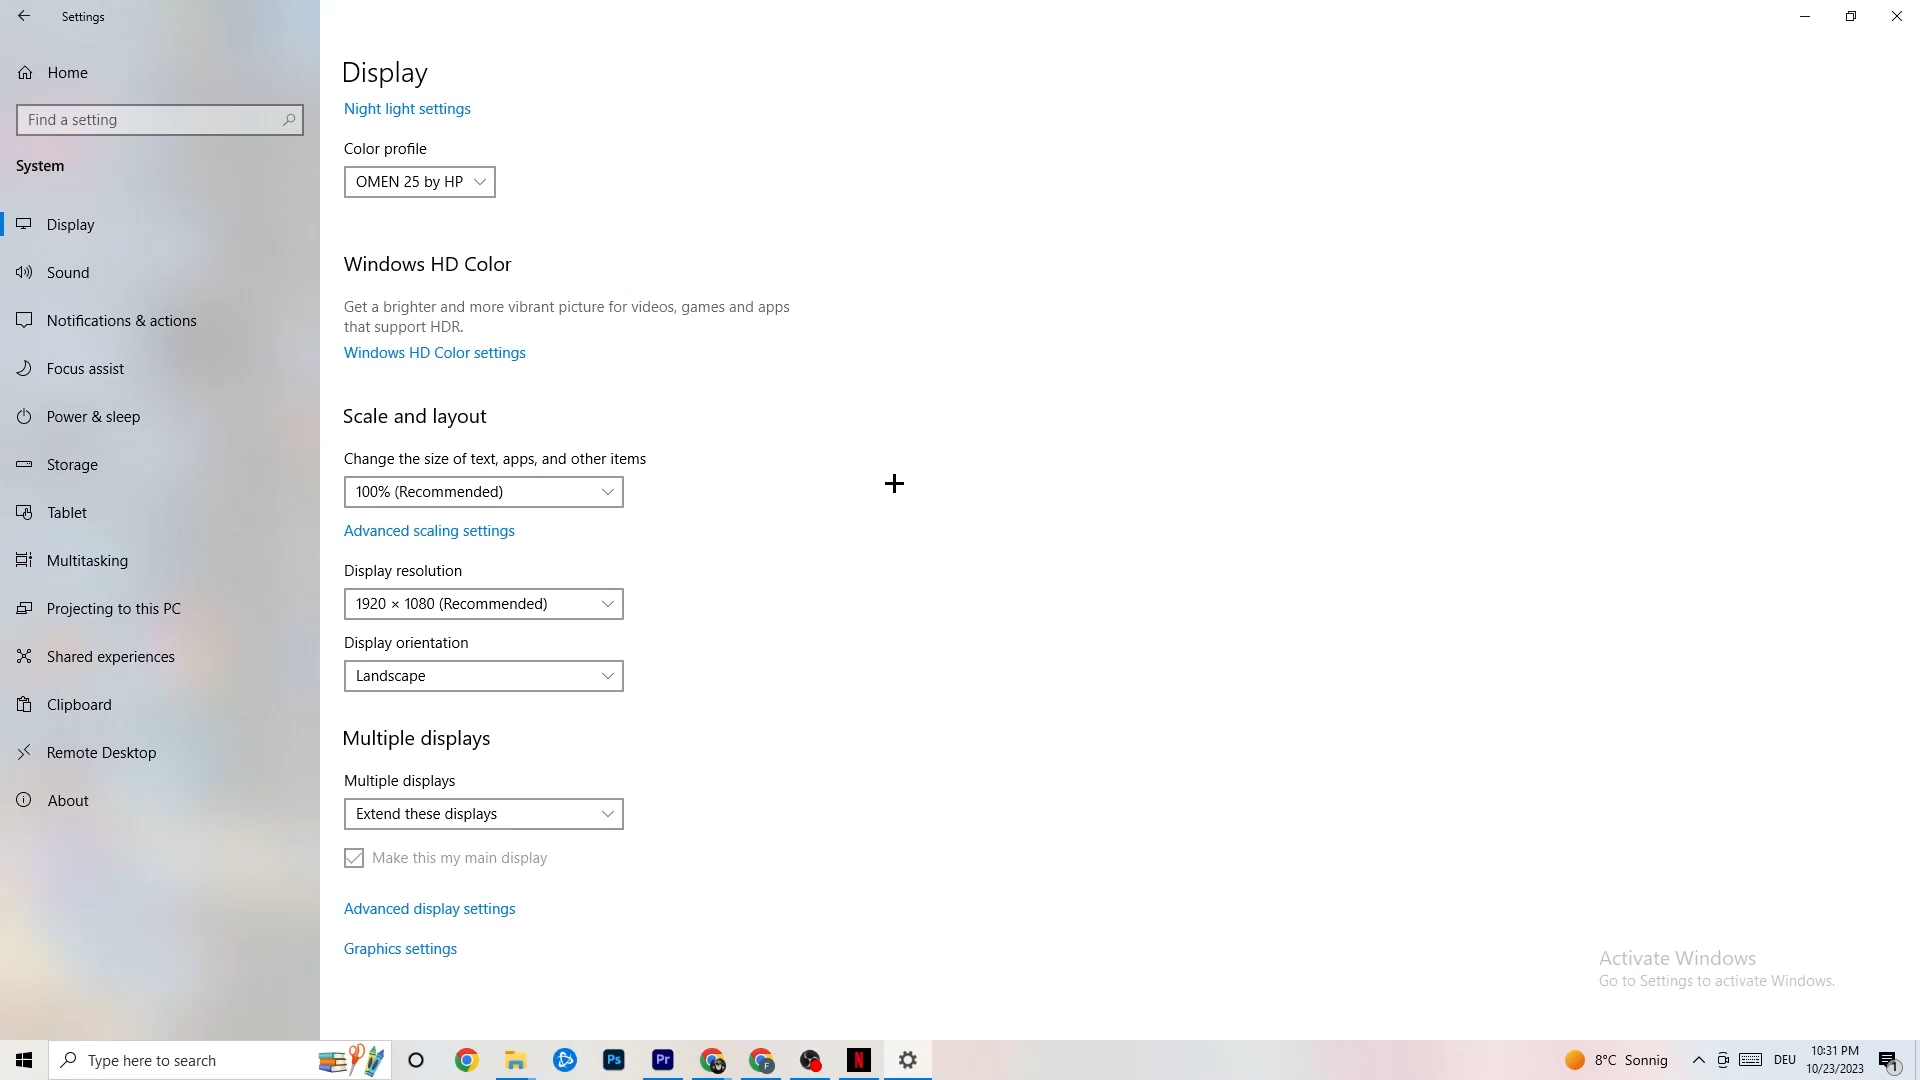 Settings
Home
Find a setting
System
Display
Sound
Notifications & actions
Focus assist
Power & sleep
Storage
Tablet
Multitasking
Projecting to this PC
Shared experiences
Clipboard
Remote Desktop
About
Display
Night light settings
Color profile
OMEN 25 by HP
Windows HD Color
Get a brighter and more vibrant picture for videos, games and apps
that support HDR.
Windows HD Color settings
Scale and layout
Change the size of text, apps, and other items
100% (Recommended)
Advanced scaling settings
Display resolution
1920 × 1080 (Recommended)
Display orientation
Landscape
Multiple displays
Multiple displays
Extend these displays
Make this my main display
Advanced display settings
Graphics settings
Activate Windows
Go to Settings to activate Windows.
Type here to search
Ps
Pr
F
N
8°C Sonnig
DEU
10:31 PM
10/23/2023
1